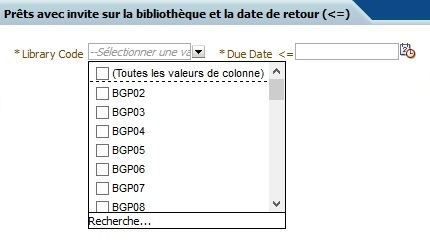 Prêts avec invite sur la bibliothèque et la date de retour (<=)
* Library Code --Sélectionner une va * Due Date <=
(Toutes les valeurs de colonne)
BGP02
BGP03
BGP04
BGP05
BGP06
BGP07
BGP08
Recherche...